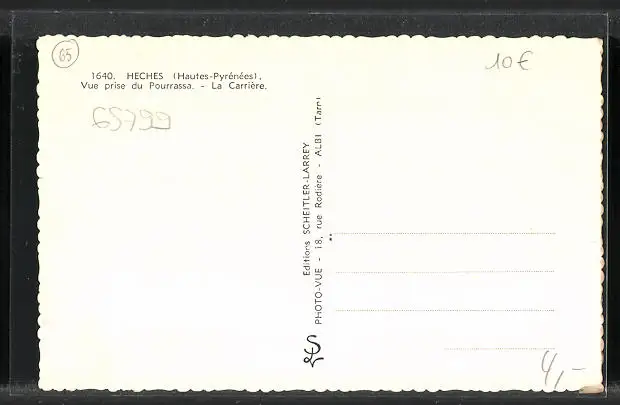 65
10€
1640. HECHES (Hautes-Pyrénées).
Vue prise du Pourrassa. - La Carrière.
65799
Editions SCHEITLER-LARREY
PHOTO-VUE - 18, rue Rodière - ALBI (Tarn)
4,-